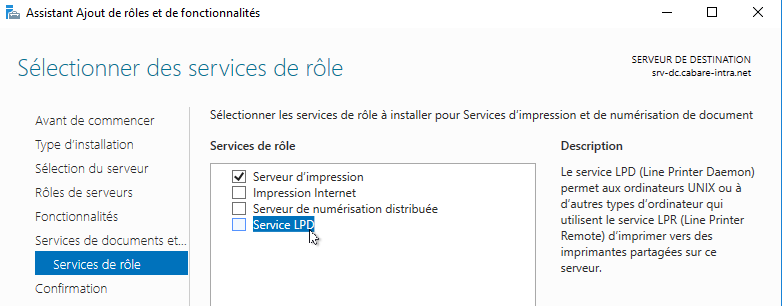 Assistant Ajout de rôles et de fonctionnalités
Sélectionner des services de rôle
SERVEUR DE DESTINATION
srv-dc.cabare-intra.net
Avant de commencer
Type d'installation
Sélection du serveur
Rôles de serveurs
Fonctionnalités
Services de documents et...
Services de rôle
Confirmation
Sélectionner les services de rôle à installer pour Services d'impression et de numérisation de document
Services de rôle
Serveur d'impression
Impression Internet
Serveur de numérisation distribuée
Service LPD
Description
Le service LPD (Line Printer Daemon)
permet aux ordinateurs UNIX ou à
d'autres types d'ordinateur qui
utilisent le service LPR (Line Printer
Remote) d'imprimer vers des
imprimantes partagées sur ce
serveur.